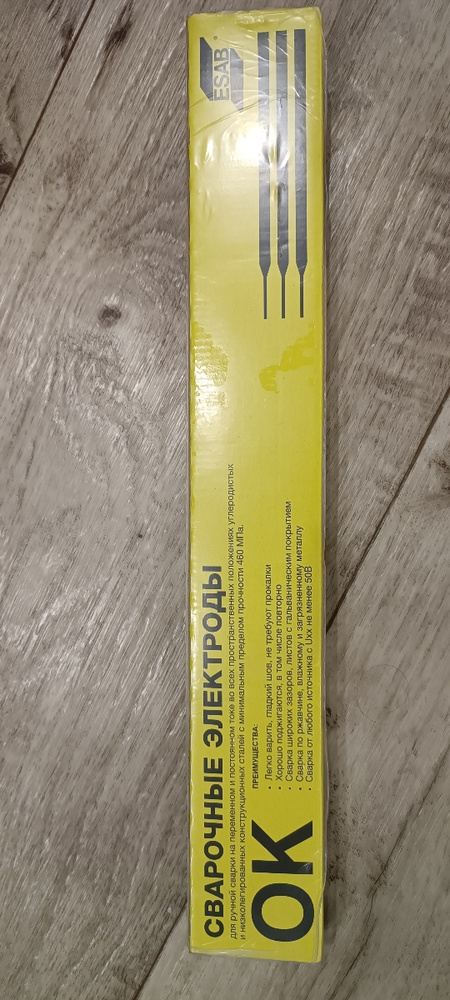 ESAB
СВАРОЧНЫЕ ЭЛЕКТРОДЫ
для ручной сварки на переменном и постоянном токе во всех пространственных положениях углеродистых
и низколегированных конструкционных сталей с минимальным пределом прочности 460 МПа.
ПРЕИМУЩЕСТВА:
• Легко варить, гладкий шов, не требуют прокалки
• Хорошо поджигаются, в том числе повторно
• Сварка широких зазоров, листов с гальваническим покрытием
• Сварка по ржавчине, влажному и загрязненному металлу
• Сварка от любого источника с Uxx не менее 50В
OK